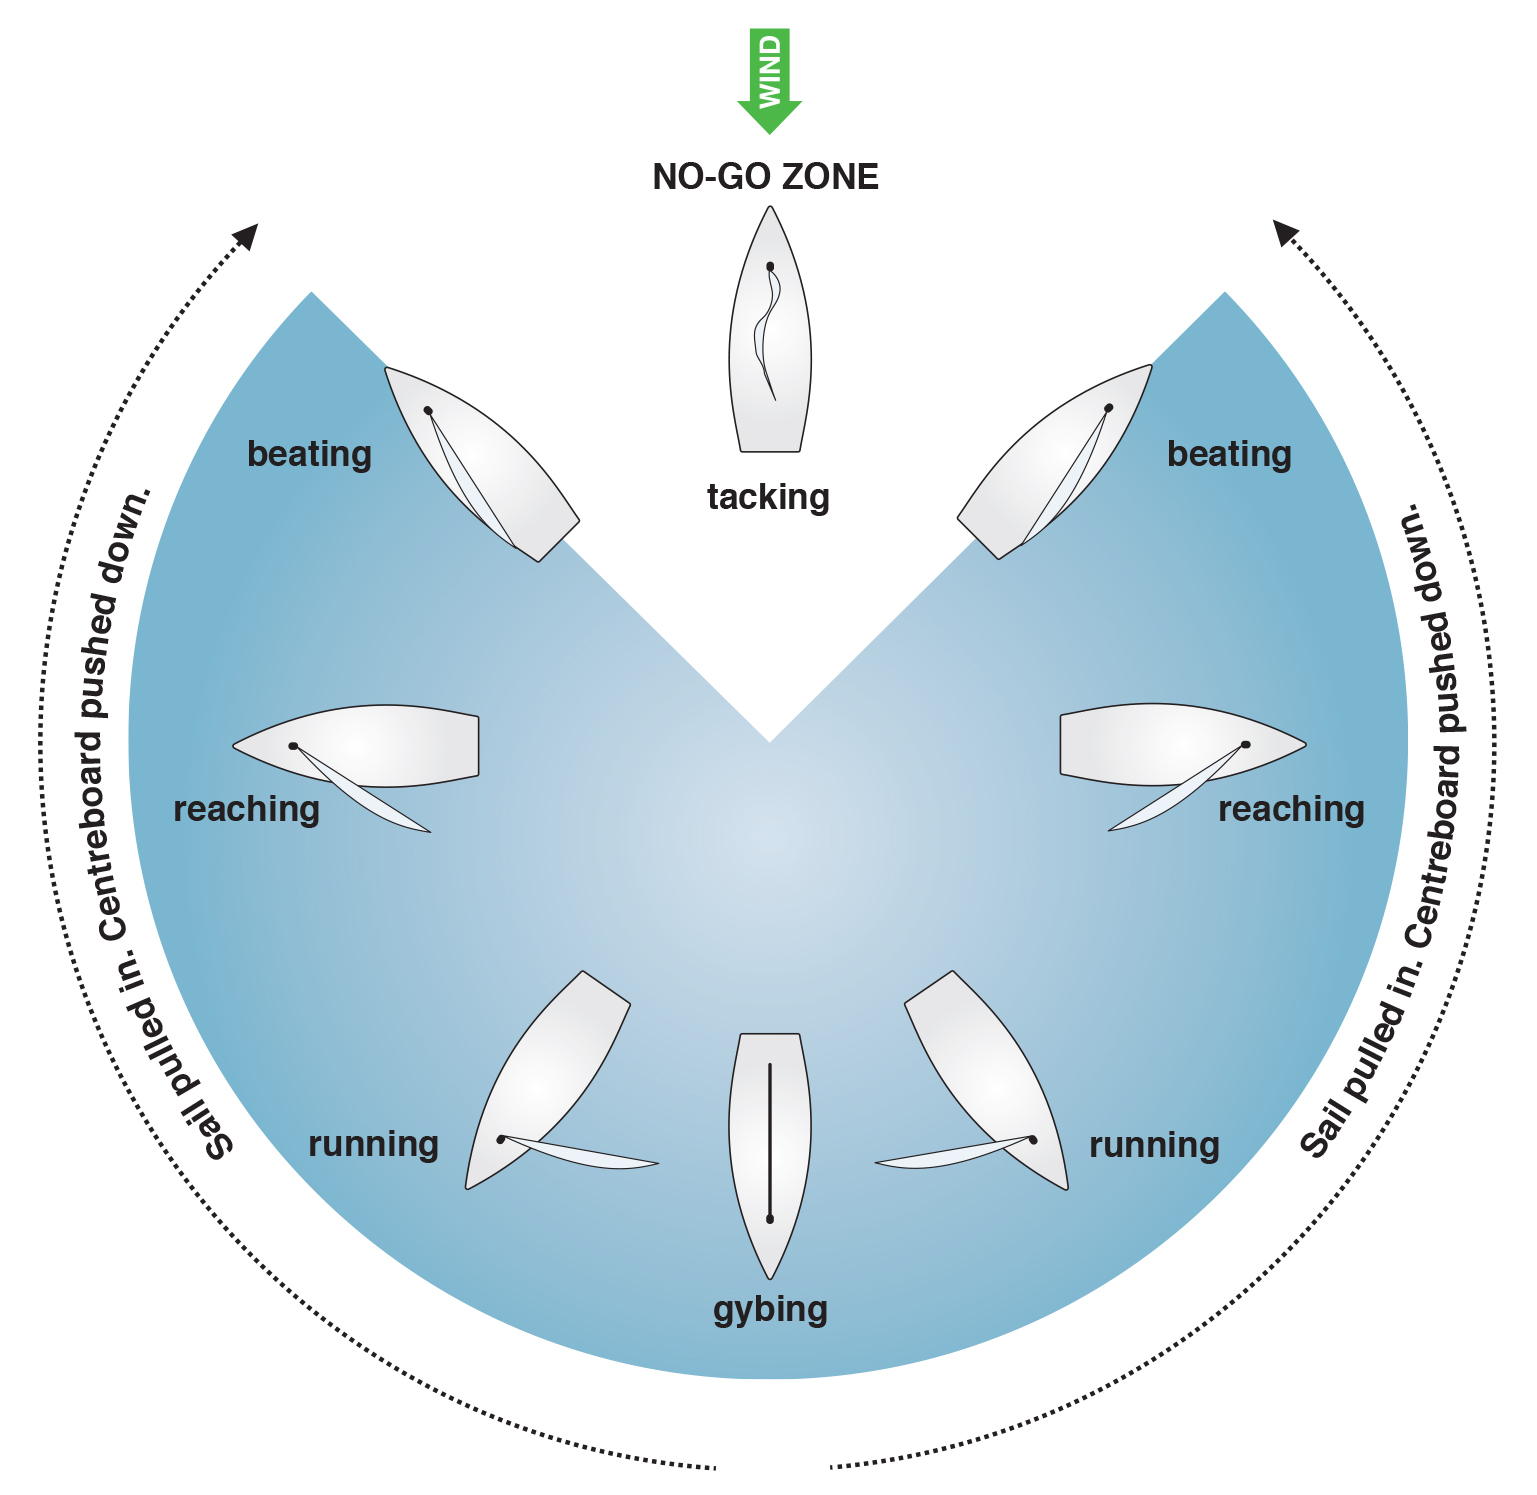 WIND
NO-GO ZONE
beating
tacking
beating
reaching
reaching
running
gybing
running
Sail pulled in. Centreboard pushed down.
Sail pulled in. Centreboard pushed down.